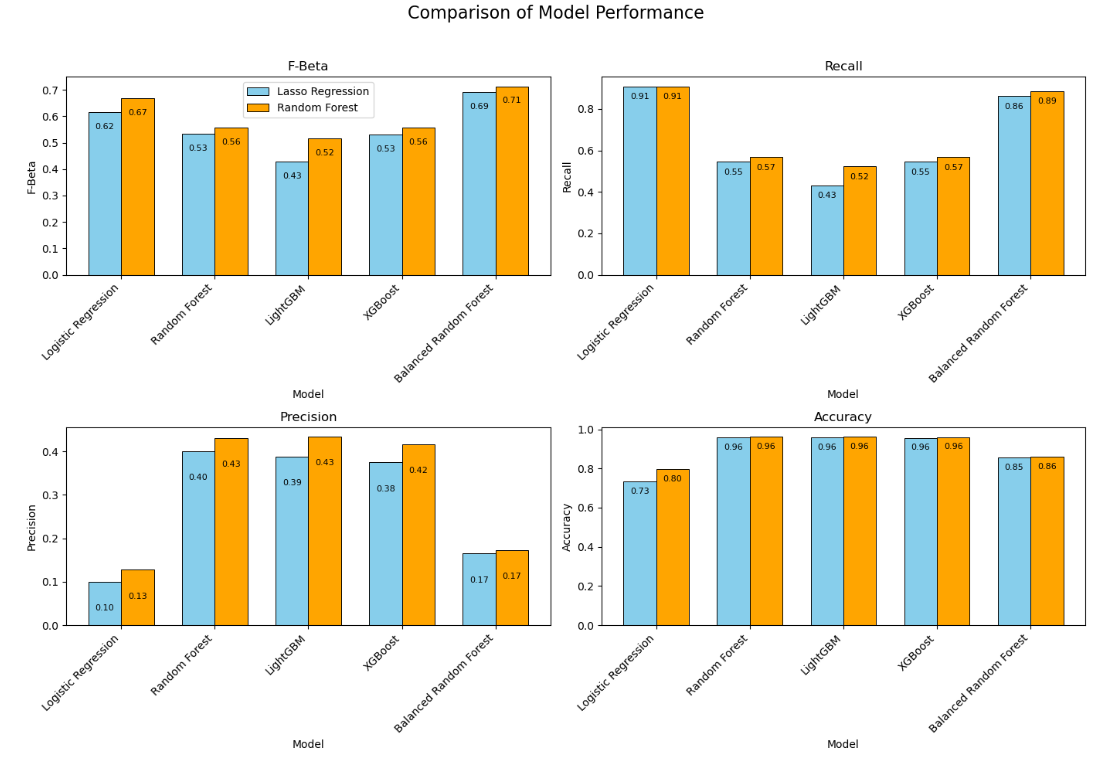 Comparison of Model Performance
F-Beta
Lasso Regression
Random Forest
F-Beta
0.7
0.6
0.5
0.4
0.3
0.2
0.1
0.0
0.62
0.67
0.53
0.56
0.43
0.52
0.53
0.56
0.69
0.71
Logistic Regression
Random Forest
LightGBM
XGBoost
Balanced Random Forest
Model
Recall
Recall
0.8
0.6
0.4
0.2
0.0
0.91
0.91
0.55
0.57
0.43
0.52
0.55
0.57
0.86
0.89
Logistic Regression
Random Forest
LightGBM
XGBoost
Balanced Random Forest
Model
Precision
Precision
0.4
0.3
0.2
0.1
0.0
0.10
0.13
0.40
0.43
0.39
0.43
0.38
0.42
0.17
0.17
Logistic Regression
Random Forest
LightGBM
XGBoost
Balanced Random Forest
Model
Accuracy
Accuracy
1.0
0.8
0.6
0.4
0.2
0.0
0.73
0.80
0.96
0.96
0.96
0.96
0.96
0.96
0.85
0.86
Logistic Regression
Random Forest
LightGBM
XGBoost
Balanced Random Forest
Model